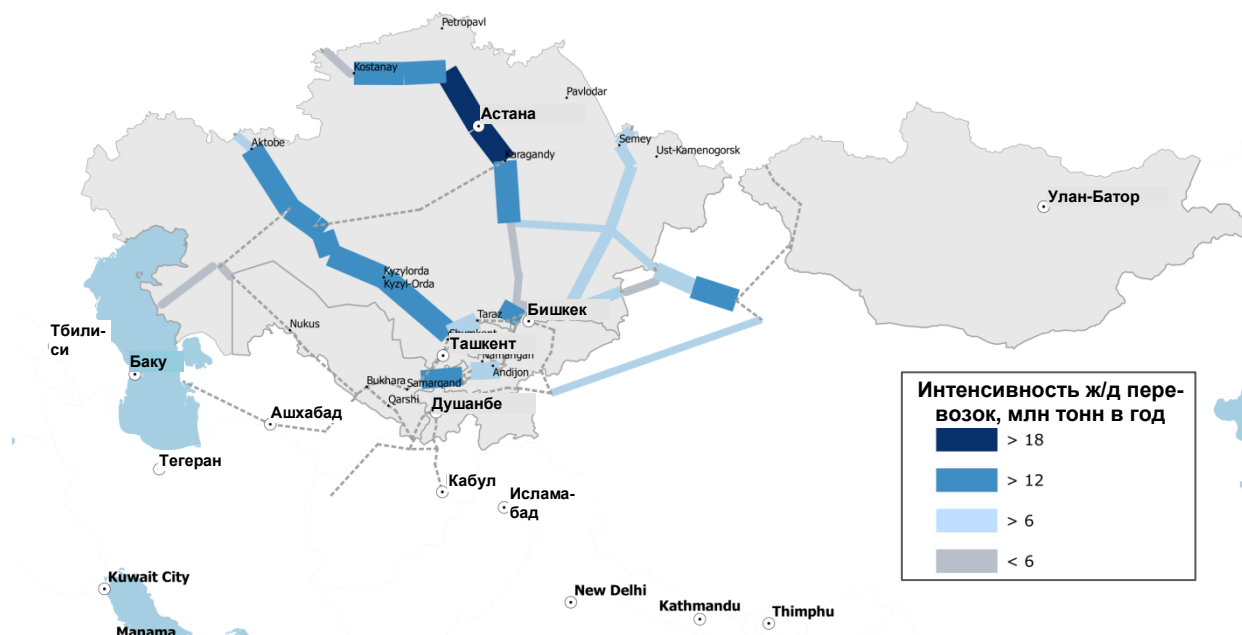 Petropavl
Kostanay
Pavlodar
Астана
Aktobe
Semey
Karagandy
Ust-Kamenogorsk
Улан-Батор
Kyzylorda
Kyzyl-Orda
Taraz
Бишкек
Nukus
Тбили-
си
Shymkent
Ташкент
Namangan
Баку
Andijon
Bukhara
Samarqand
Qarshi
Душанбе
Ашхабад
Интенсивность ж/д пере-
возок, млн тонн в год
> 18
> 12
> 6
< 6
Тегеран
Кабул
Ислама-
бад
Kuwait City
New Delhi
Kathmandu
Thimphu
Manama